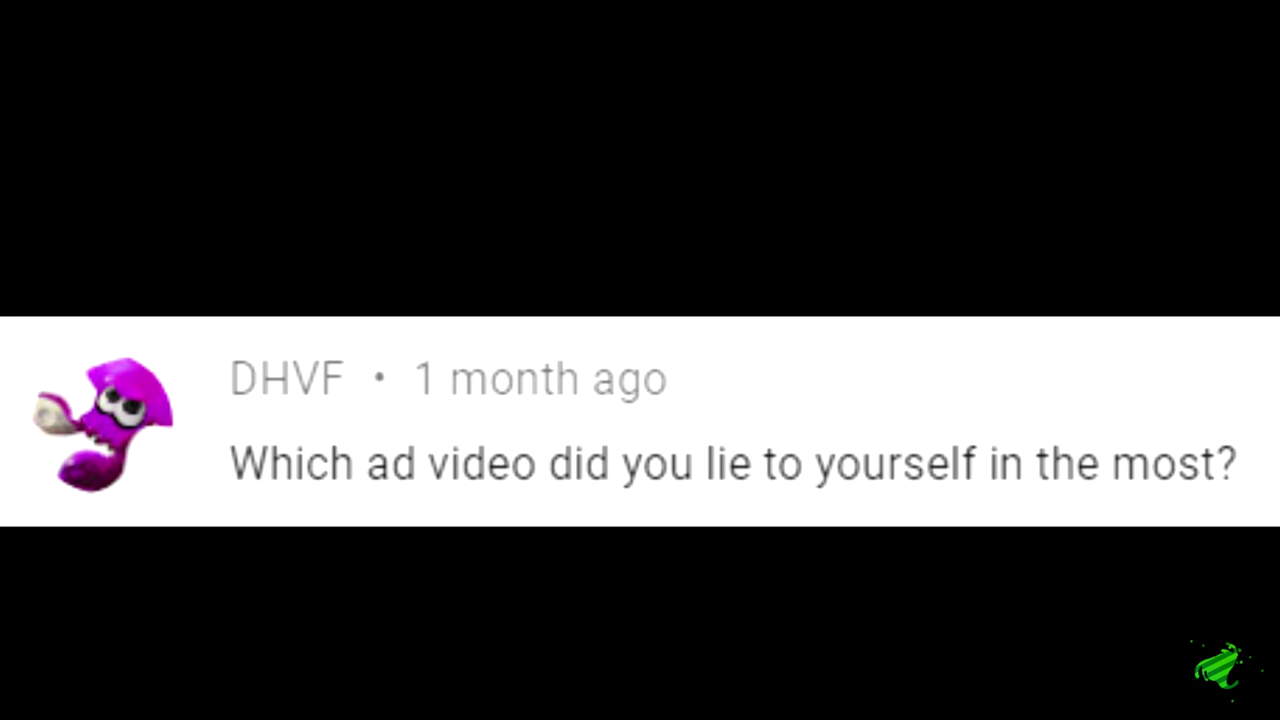 DHVF • 1 month ago
Which ad video did you lie to yourself in the most?